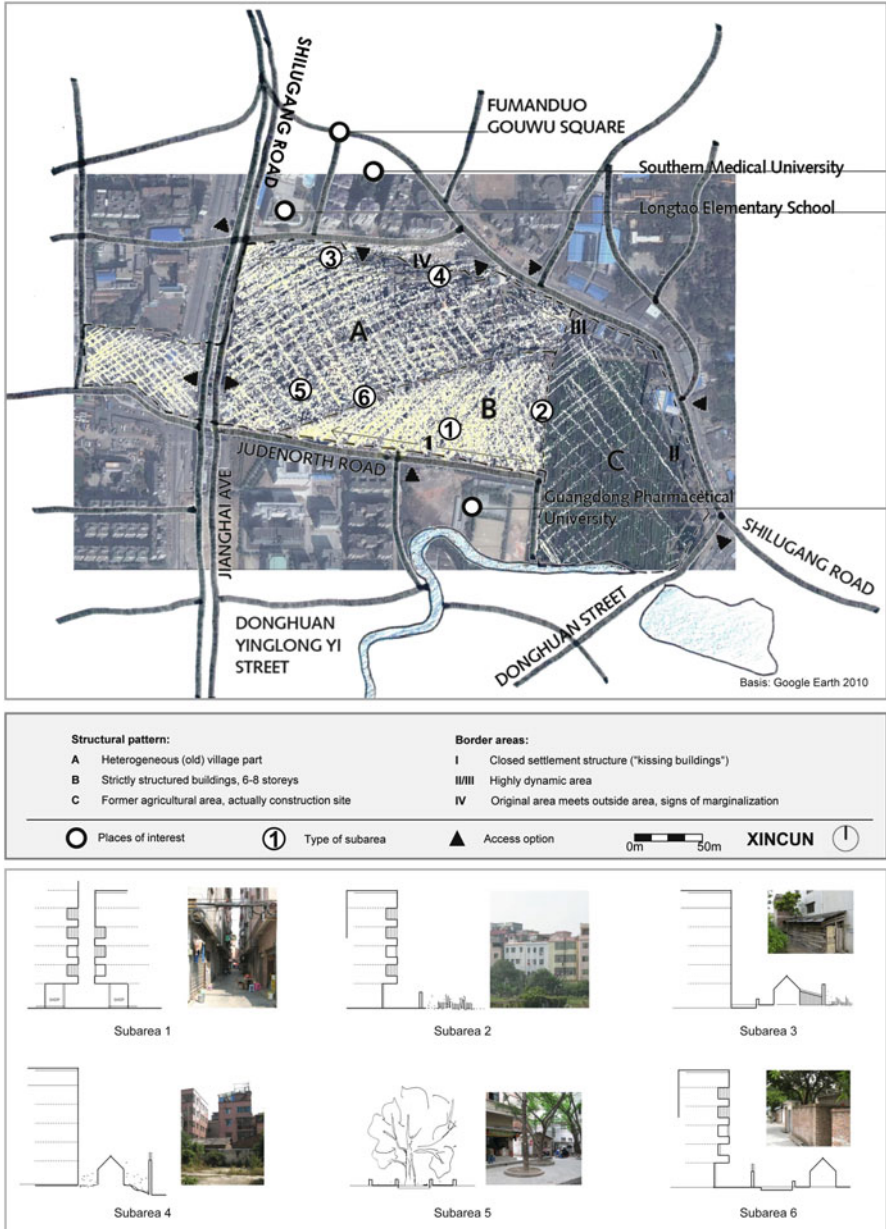 SHILUGANG ROAD
FUMANDUO
GOUWU SQUARE
Southern Medical University
Longtao Elementary School
3
IV
4
III
A
5
6
B
2
1
I
II
C
JUDENORTH ROAD
Guangdong Pharmacetical
University
JIANGHAI AVE
SHILUGANG ROAD
DONGHUAN
YINGLONG YI
STREET
DONGHUAN STREET
Basis: Google Earth 2010
Structural pattern:
A Heterogeneous (old) village part
B Strictly structured buildings, 6-8 storeys
C Former agricultural area, actually construction site
Border areas:
I Closed settlement structure ("kissing buildings")
II/III Highly dynamic area
IV Original area meets outside area, signs of marginalization
Places of interest
1 Type of subarea
Access option
0m 50m
XINCUN
Subarea 1
Subarea 2
Subarea 3
Subarea 4
Subarea 5
Subarea 6